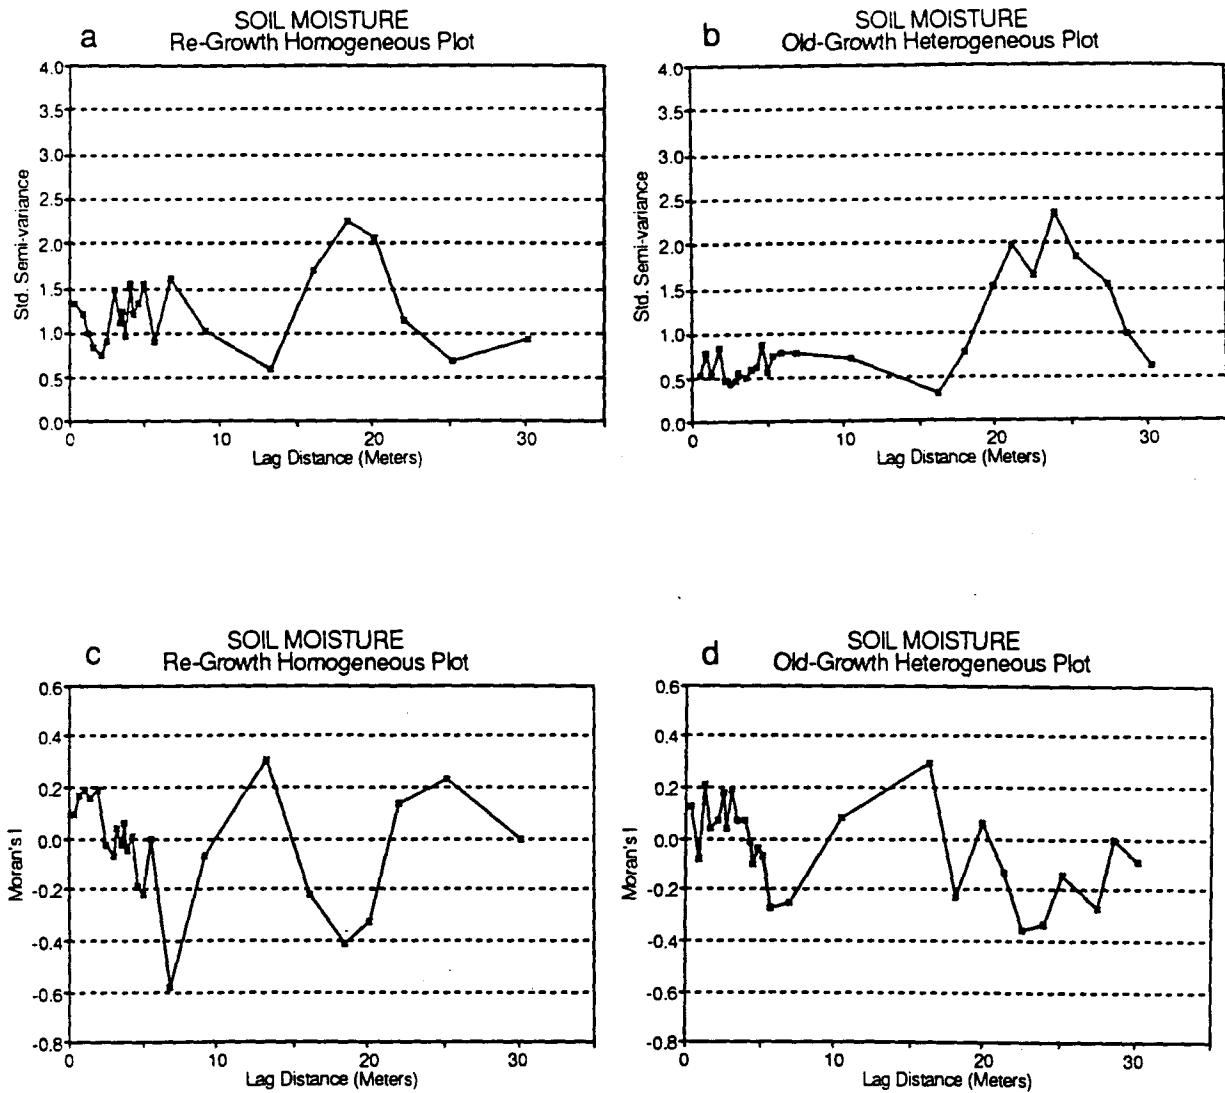 a
SOIL MOISTURE
Re-Growth Homogeneous Plot
4.0
3.5
3.0
2.5
2.0
1.5
1.0
0.5
0.0
Std. Semi-variance
0 10 20 30
Lag Distance (Meters)
b
SOIL MOISTURE
Old-Growth Heterogeneous Plot
4.0
3.5
3.0
2.5
2.0
1.5
1.0
0.5
0.0
Std. Semi-variance
0 10 20 30
Lag Distance (Meters)
c
SOIL MOISTURE
Re-Growth Homogeneous Plot
0.6
0.4
0.2
0.0
-0.2
-0.4
-0.6
-0.8
Moran's I
0 10 20 30
Lag Distance (Meters)
d
SOIL MOISTURE
Old-Growth Heterogeneous Plot
0.6
0.4
0.2
0.0
-0.2
-0.4
-0.6
-0.8
Moran's I
0 10 20 30
Lag Distance (Meters)